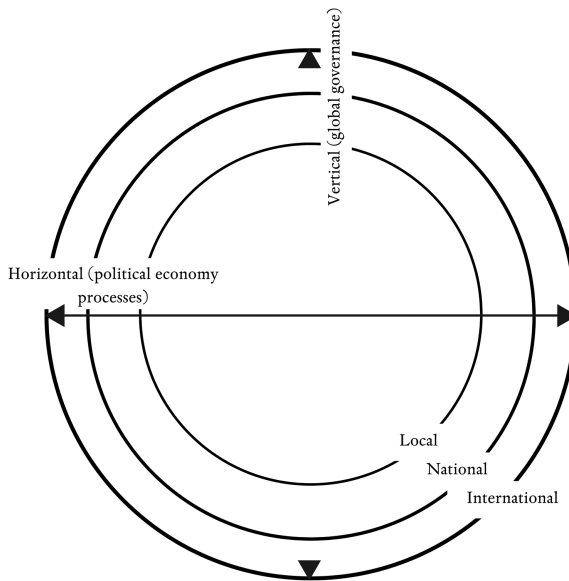 Vertical (global governance)
Horizontal (political economy
processes)
Local
National
International